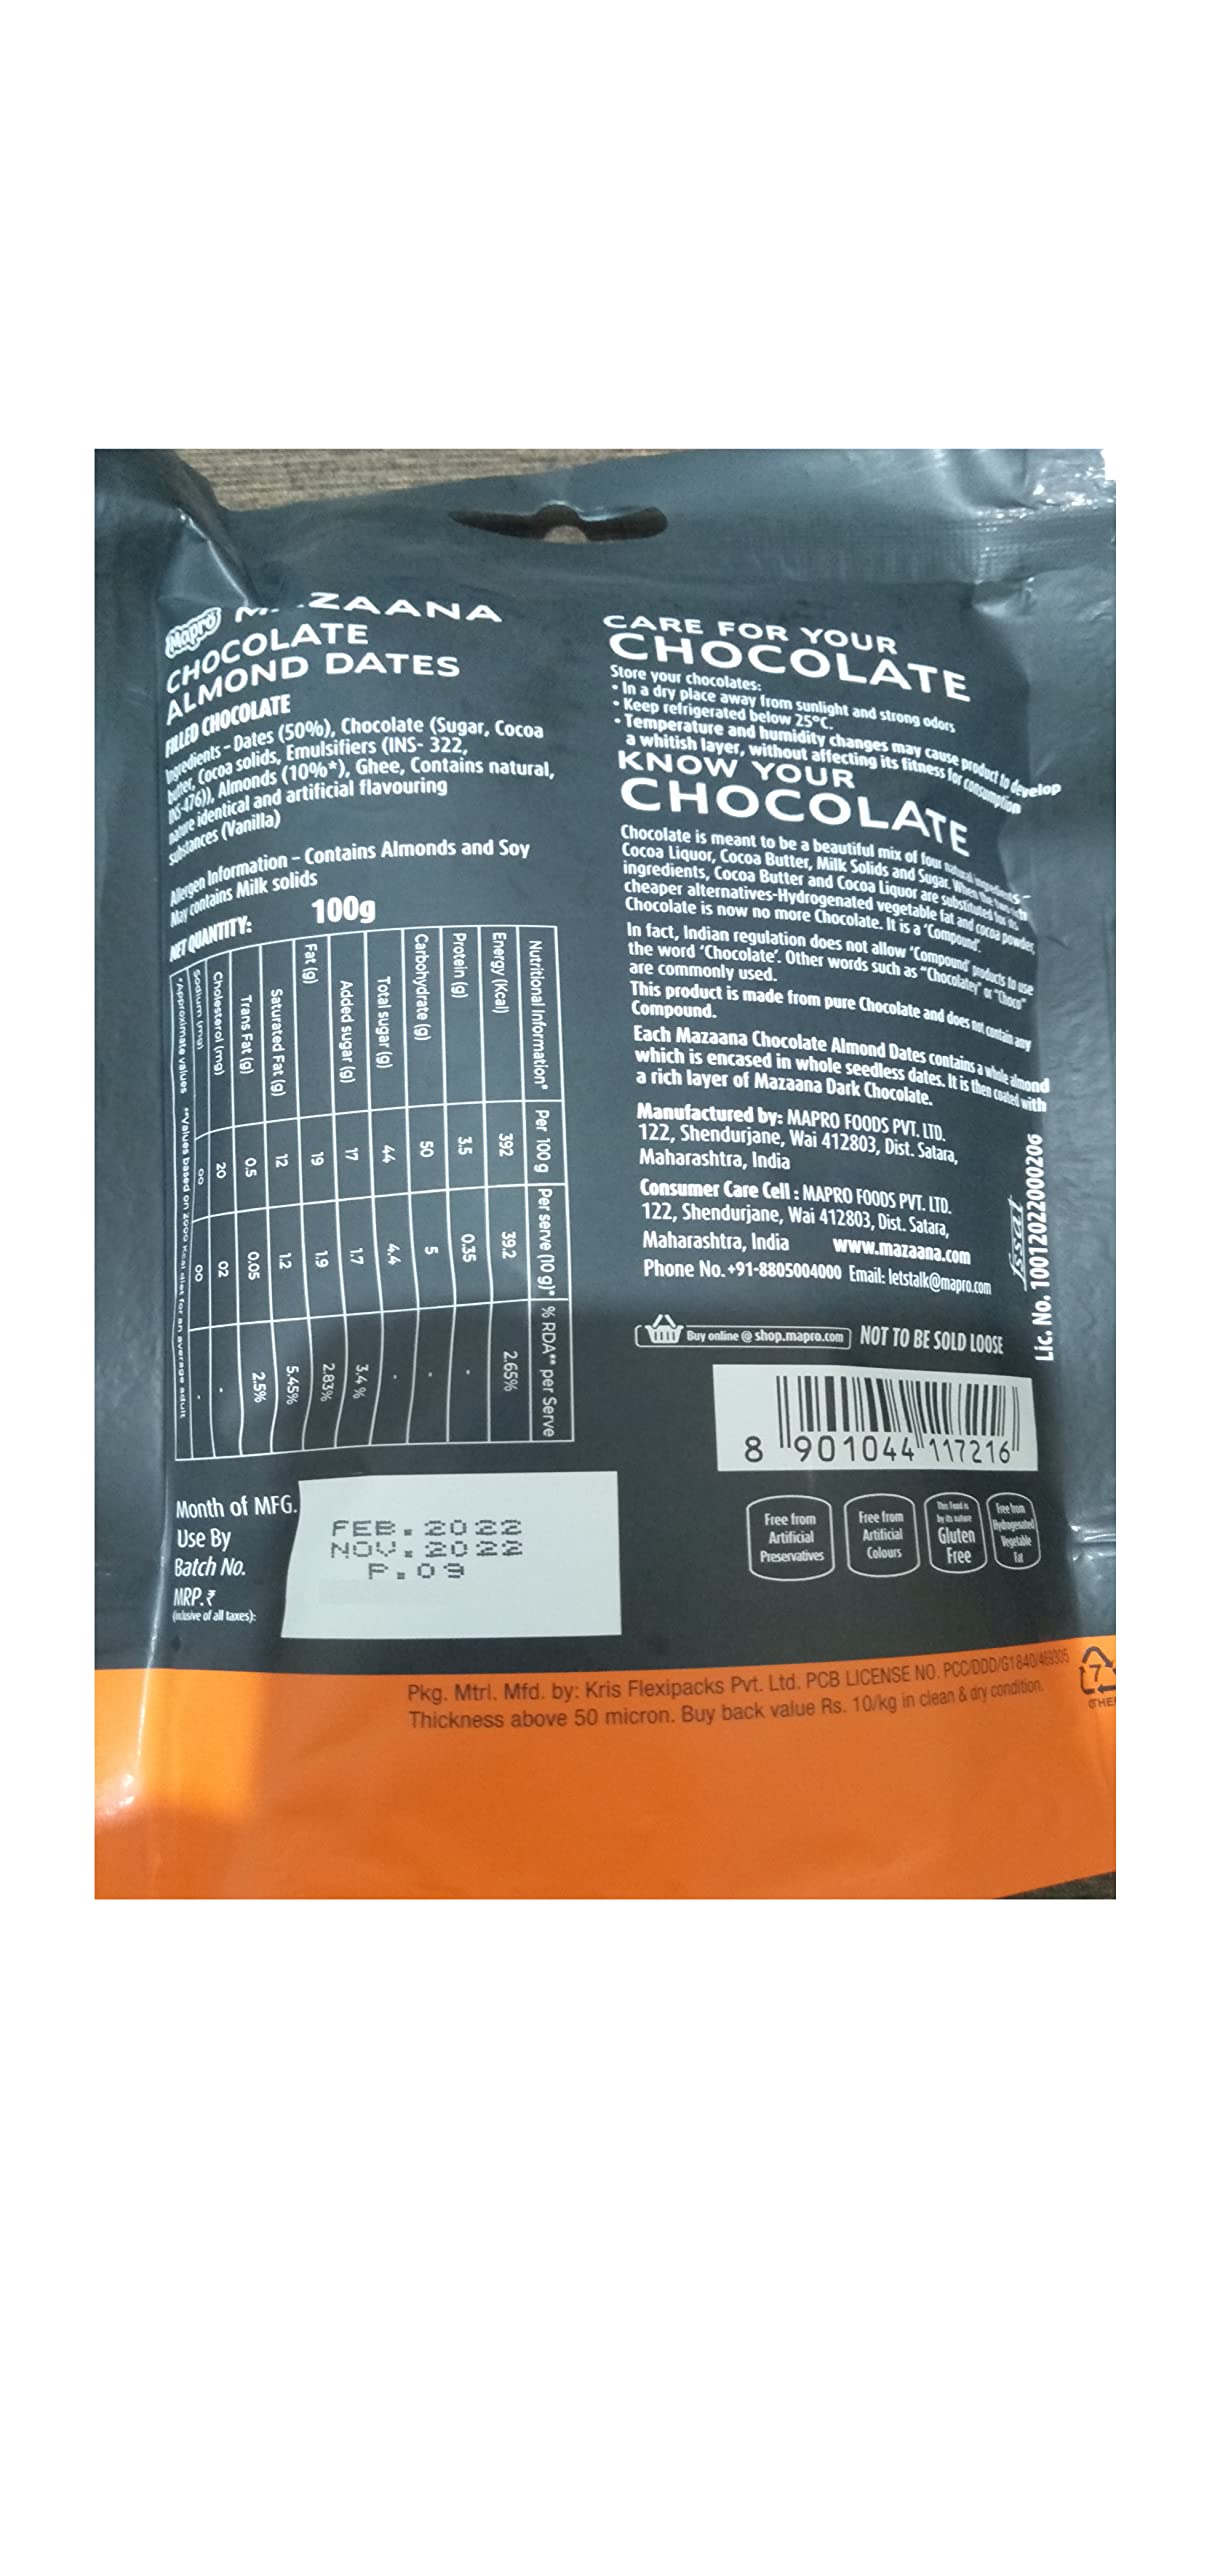 Mapro MAZAANA
CHOCOLATE
ALMOND DATES
FILLED CHOCOLATE
Ingredients - Dates (50%), Chocolate (Sugar, Cocoa
butter, Cocoa solids, Emulsifiers (INS- 322,
INS-476)), Almonds (10%*), Ghee, Contains natural,
nature identical and artificial flavouring
substances (Vanilla)
Allergen Information - Contains Almonds and Soy
May contains Milk solids
NET QUANTITY: 100g
Nutritional Information* Per 100 g Per serve (10 g)* % RDA** per Serve
Energy (Kcal) 392 39.2 2.65%
Protein (g) 3.5 0.35 -
Carbohydrate (g) 50 5 -
Total sugar (g) 44 4.4 -
Added sugar (g) 17 1.7 3.4 %
Fat (g) 19 1.9 2.83%
Saturated Fat (g) 12 1.2 5.45%
Trans Fat (g) 0.5 0.05 2.5%
Cholesterol (mg) 20 02 -
Sodium (mg) 00 00 -
*Approximate values **Values based on 2000 kcal diet for an average adult
Month of MFG. FEB.2022
Use By NOV.2022
Batch No. P.09
MRP.₹
(inclusive of all taxes):
CARE FOR YOUR
CHOCOLATE
Store your chocolates:
• In a dry place away from sunlight and strong odors
• Keep refrigerated below 25°C.
• Temperature and humidity changes may cause product to develop
a whitish layer, without affecting its fitness for consumption
KNOW YOUR
CHOCOLATE
Chocolate is meant to be a beautiful mix of four natural ingredients -
Cocoa Liquor, Cocoa Butter, Milk Solids and Sugar. When the two rich
ingredients, Cocoa Butter and Cocoa Liquor are substituted for its
cheaper alternatives-Hydrogenated vegetable fat and cocoa powder,
Chocolate is now no more Chocolate. It is a 'Compound'.
In fact, Indian regulation does not allow 'Compound' products to use
the word 'Chocolate'. Other words such as "Chocolatey" or "Choco"
are commonly used.
This product is made from pure Chocolate and does not contain any
Compound.
Each Mazaana Chocolate Almond Dates contains a whole almond
which is encased in whole seedless dates. It is then coated with
a rich layer of Mazaana Dark Chocolate.
Manufactured by: MAPRO FOODS PVT. LTD.
122, Shendurjane, Wai 412803, Dist. Satara,
Maharashtra, India
Consumer Care Cell : MAPRO FOODS PVT. LTD.
122, Shendurjane, Wai 412803, Dist. Satara,
Maharashtra, India www.mazaana.com
Phone No. +91-8805004000 Email: letstalk@mapro.com
fssai
Lic. No. 10012022000206
Buy online @ shop.mapro.com NOT TO BE SOLD LOOSE
8 901044 117216
Free from
Artificial
Preservatives
Free from
Artificial
Colours
This Food is
by its nature
Gluten
Free
Free from
Hydrogenated
Vegetable
Fat
Pkg. Mtrl. Mfd. by: Kris Flexipacks Pvt. Ltd. PCB LICENSE NO. PCC/DDD/G1840/469305
Thickness above 50 micron. Buy back value Rs. 10/kg in clean & dry condition.
7